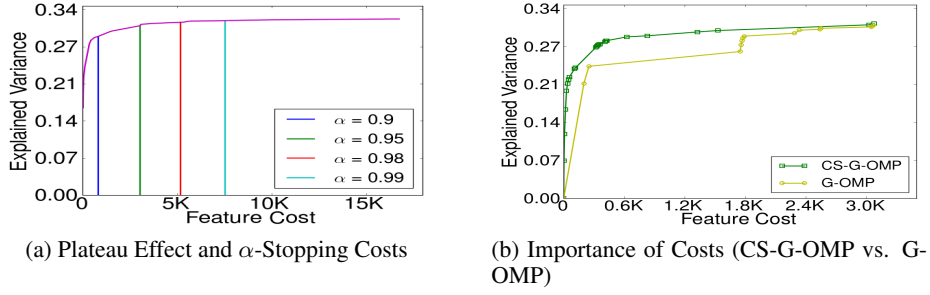 0.34
0.27
0.21
0.14
0.07
0.00
Explained Variance
0
5K
10K
15K
Feature Cost
α = 0.9
α = 0.95
α = 0.98
α = 0.99
(a) Plateau Effect and α-Stopping Costs
0.34
0.27
0.21
0.14
0.07
0.00
Explained Variance
0
0.6K
1.2K
1.8K
2.4K
3.0K
Feature Cost
CS-G-OMP
G-OMP
(b) Importance of Costs (CS-G-OMP vs. G-
OMP)